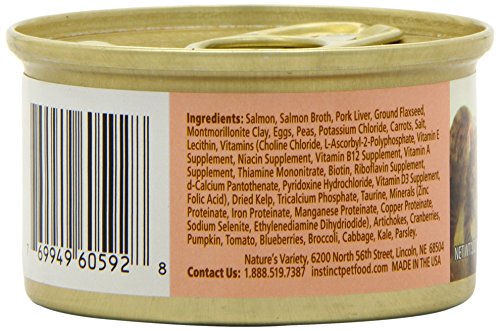 Ingredients: Salmon, Salmon Broth, Pork Liver, Ground Flaxseed,
Montmorillonite Clay, Eggs, Peas, Potassium Chloride, Carrots, Salt,
Lecithin, Vitamins (Choline Chloride, L-Ascorbyl-2-Polyphosphate, Vitamin E
Supplement, Niacin Supplement, Vitamin B12 Supplement, Vitamin A
Supplement, Thiamine Mononitrate, Biotin, Riboflavin Supplement,
d-Calcium Pantothenate, Pyridoxine Hydrochloride, Vitamin D3 Supplement,
Folic Acid), Dried Kelp, Tricalcium Phosphate, Taurine, Minerals (Zinc
Proteinate, Iron Proteinate, Manganese Proteinate, Copper Proteinate,
Sodium Selenite, Ethylenediamine Dihydriodide), Artichokes, Cranberries,
Pumpkin, Tomato, Blueberries, Broccoli, Cabbage, Kale, Parsley.
Nature's Variety, 6200 North 56th Street, Lincoln, NE 68504
Contact Us: 1.888.519.7387 instinctpetfood.com MADE IN THE USA
69949 60592 8
NET WT